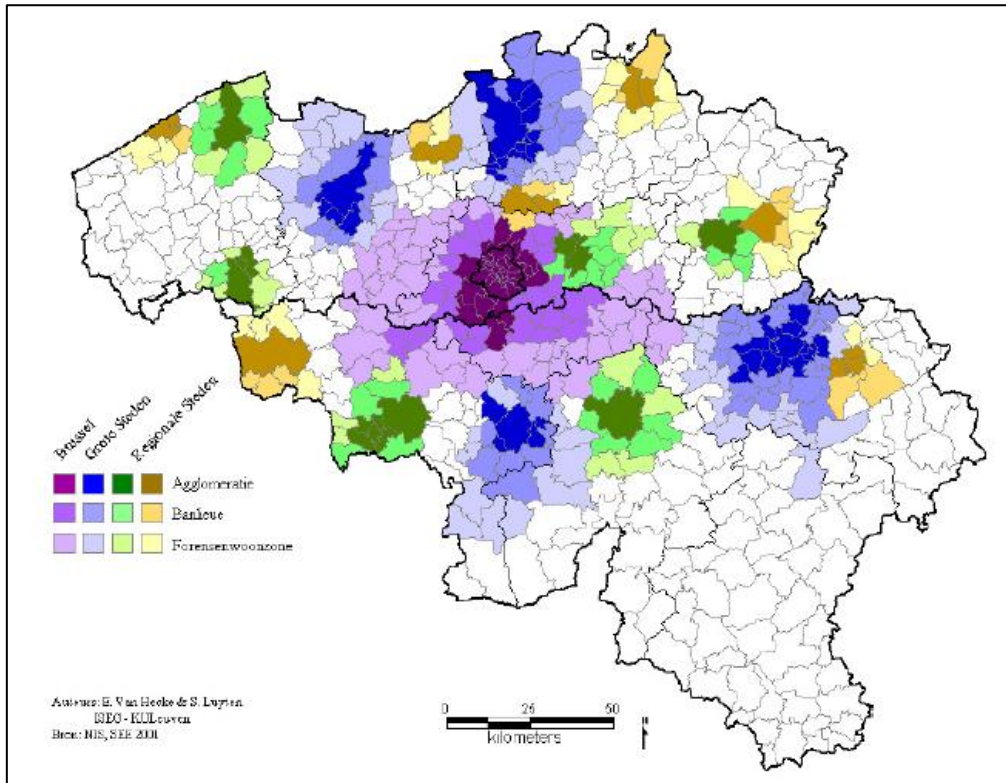 Brussel
Grote Steden
Regionale Steden
Agglomeratie
Banlieue
Forensenwoonzone
Auteurs: E. Van Hecke & S. Luyten
ISEG - KULeuven
Bron: NIS, SEE 2001
0 25 50
kilometers